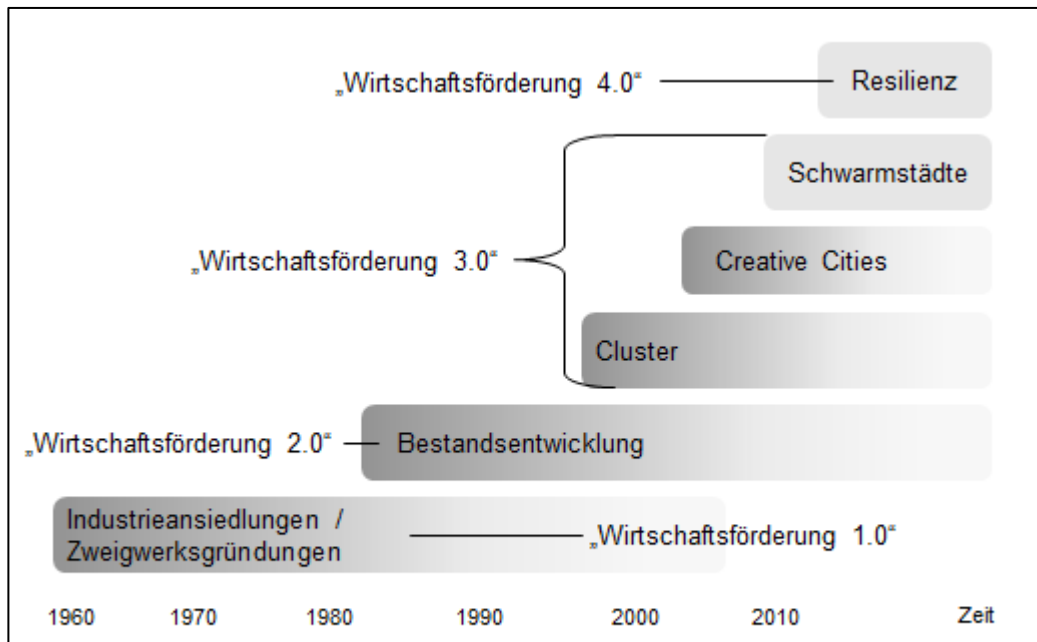 „Wirtschaftsförderung 4.0“
Resilienz
Schwarmstädte
„Wirtschaftsförderung 3.0“
Creative Cities
Cluster
„Wirtschaftsförderung 2.0“
Bestandsentwicklung
Industrieansiedlungen /
Zweigwerksgründungen
„Wirtschaftsförderung 1.0“
1960 1970 1980 1990 2000 2010 Zeit